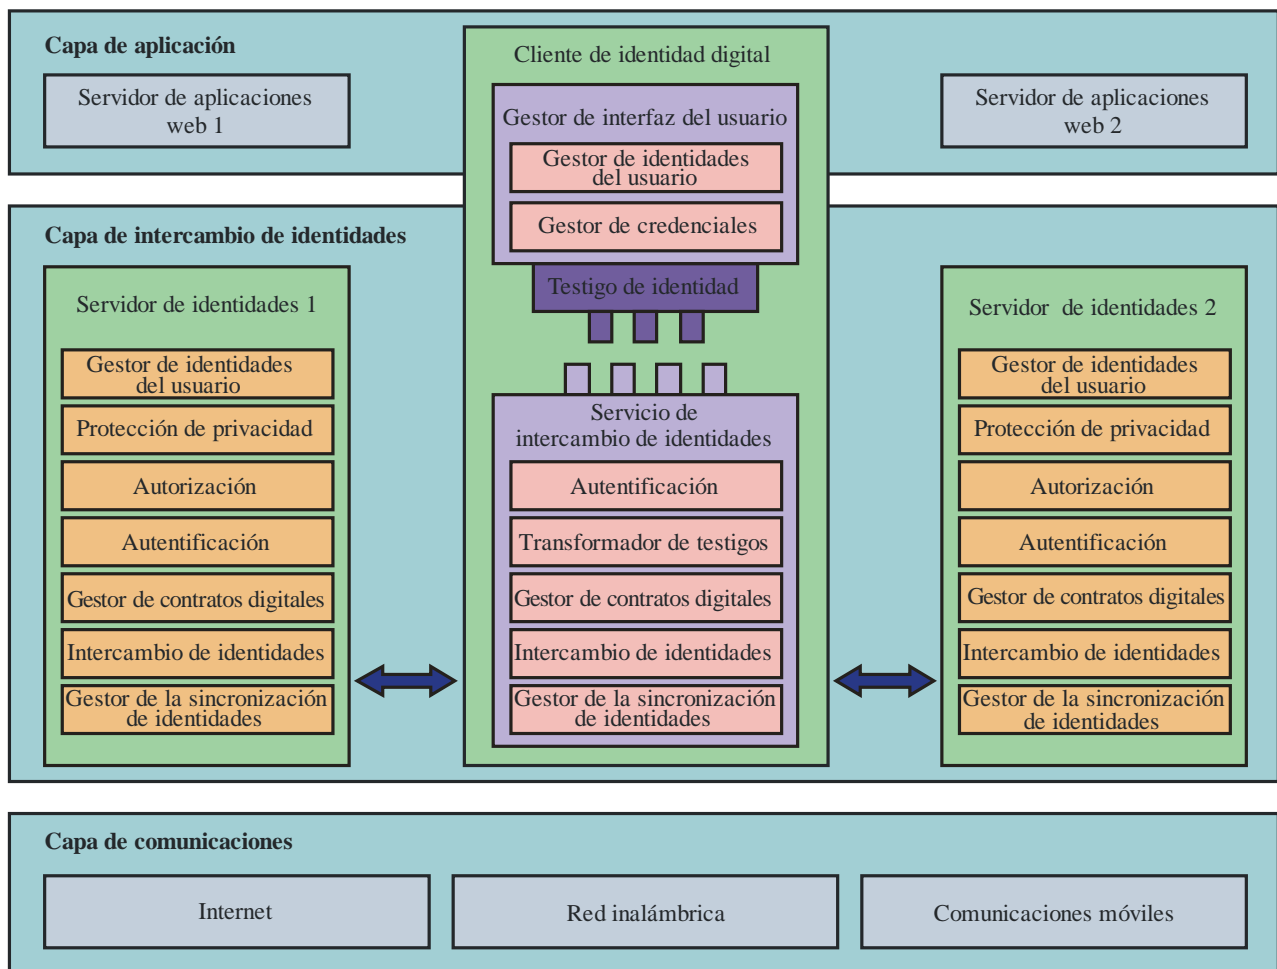 Capa de aplicación
Servidor de aplicaciones
web 1
Cliente de identidad digital
Gestor de interfaz del usuario
Gestor de identidades
del usuario
Gestor de credenciales
Testigo de identidad
Servidor de aplicaciones
web 2
Capa de intercambio de identidades
Servidor de identidades 1
Gestor de identidades
del usuario
Protección de privacidad
Autorización
Autentificación
Gestor de contratos digitales
Intercambio de identidades
Gestor de la sincronización
de identidades
Servicio de
intercambio de identidades
Autentificación
Transformador de testigos
Gestor de contratos digitales
Intercambio de identidades
Gestor de la sincronización
de identidades
Servidor de identidades 2
Gestor de identidades
del usuario
Protección de privacidad
Autorización
Autentificación
Gestor de contratos digitales
Intercambio de identidades
Gestor de la sincronización
de identidades
Capa de comunicaciones
Internet
Red inalámbrica
Comunicaciones móviles